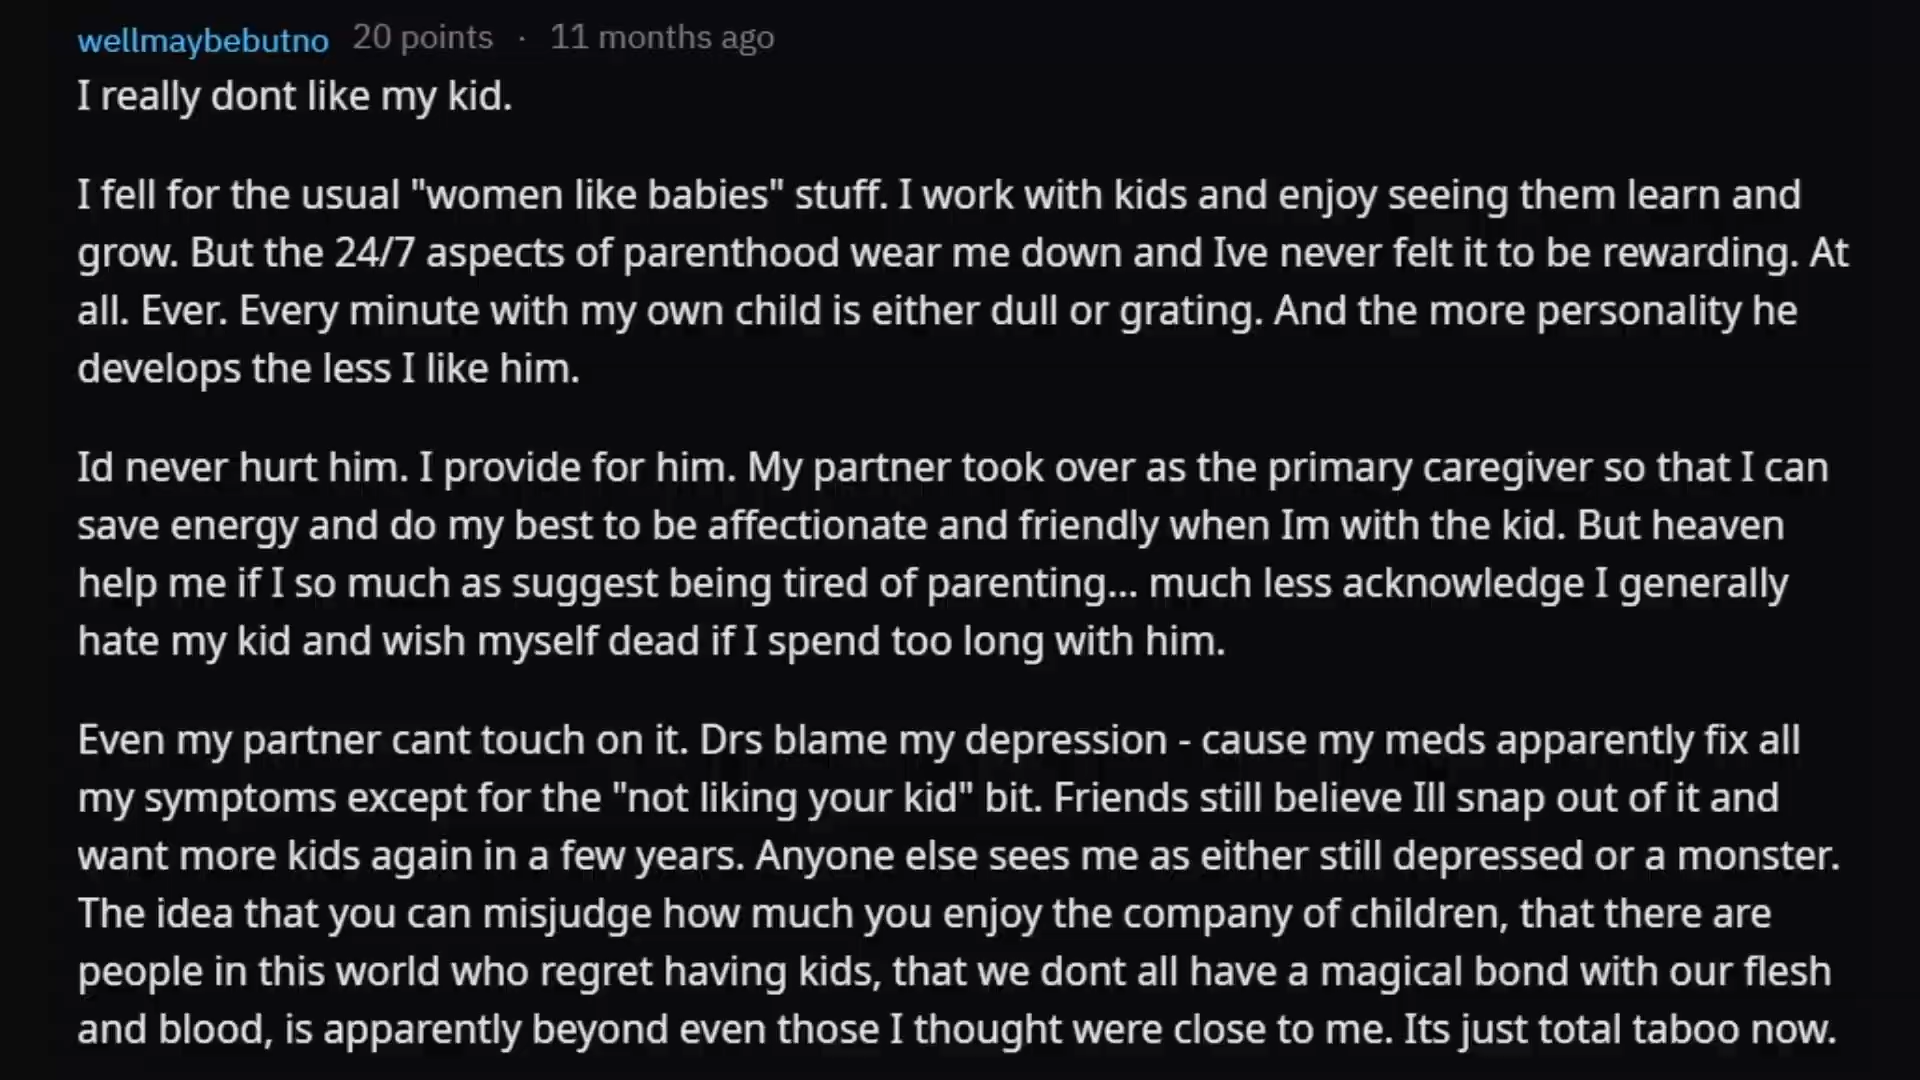 wellmaybebutno 20 points · 11 months ago
I really dont like my kid.
I fell for the usual "women like babies" stuff. I work with kids and enjoy seeing them learn and
grow. But the 24/7 aspects of parenthood wear me down and Ive never felt it to be rewarding. At
all. Ever. Every minute with my own child is either dull or grating. And the more personality he
develops the less I like him.
Id never hurt him. I provide for him. My partner took over as the primary caregiver so that I can
save energy and do my best to be affectionate and friendly when Im with the kid. But heaven
help me if I so much as suggest being tired of parenting... much less acknowledge I generally
hate my kid and wish myself dead if I spend too long with him.
Even my partner cant touch on it. Drs blame my depression - cause my meds apparently fix all
my symptoms except for the "not liking your kid" bit. Friends still believe Ill snap out of it and
want more kids again in a few years. Anyone else sees me as either still depressed or a monster.
The idea that you can misjudge how much you enjoy the company of children, that there are
people in this world who regret having kids, that we dont all have a magical bond with our flesh
and blood, is apparently beyond even those I thought were close to me. Its just total taboo now.